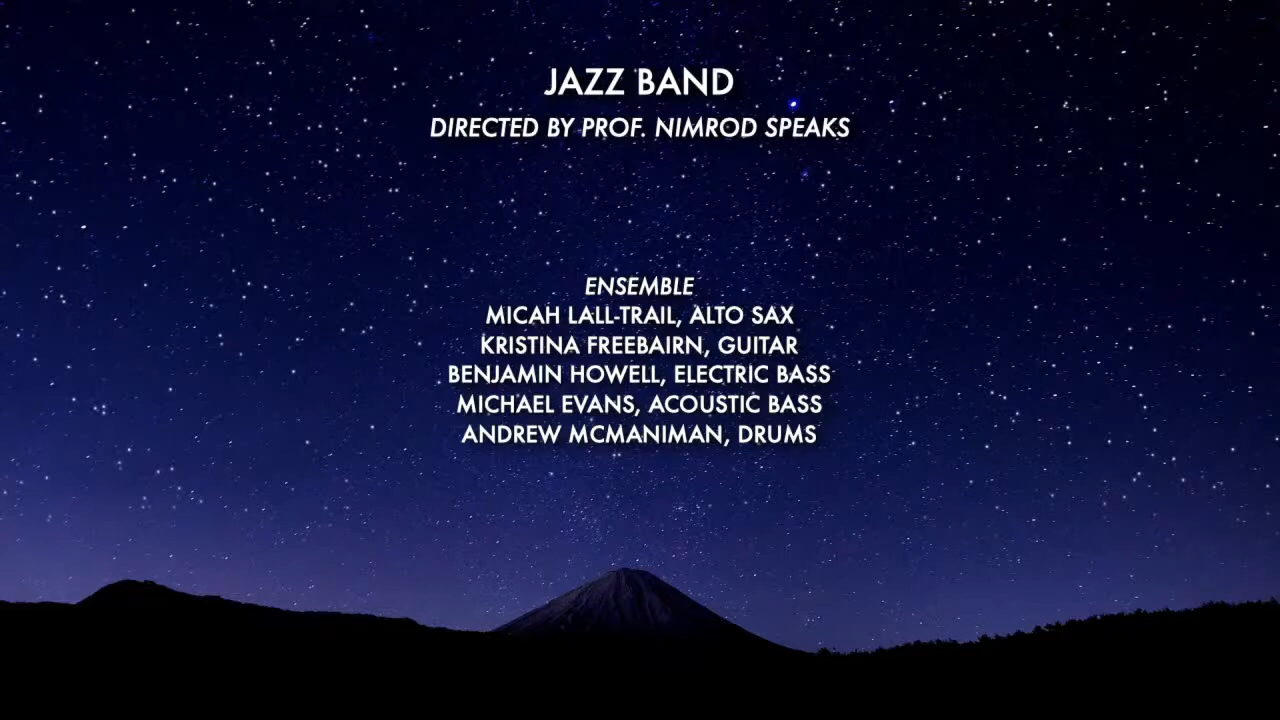 JAZZ BAND
DIRECTED BY PROF. NIMROD SPEAKS
ENSEMBLE
MICAH LALL-TRAIL, ALTO SAX
KRISTINA FREEBAIRN, GUITAR
BENJAMIN HOWELL, ELECTRIC BASS
MICHAEL EVANS, ACOUSTIC BASS
ANDREW MCMANIMAN, DRUMS